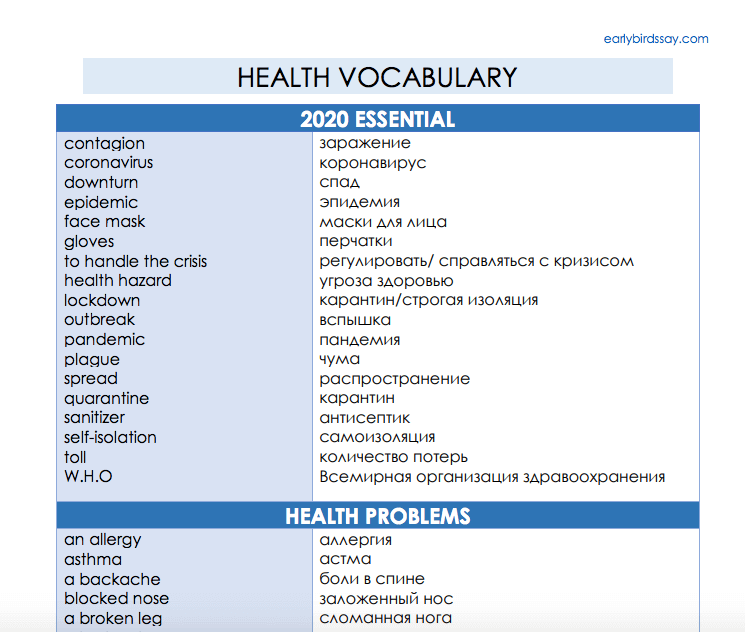 earlybirdssay.com
HEALTH VOCABULARY
2020 ESSENTIAL
contagion заражение
coronavirus коронавирус
downturn спад
epidemic эпидемия
face mask маски для лица
gloves перчатки
to handle the crisis регулировать/ справляться с кризисом
health hazard угроза здоровью
lockdown карантин/строгая изоляция
outbreak вспышка
pandemic пандемия
plague чума
spread распространение
quarantine карантин
sanitizer антисептик
self-isolation самоизоляция
toll количество потерь
W.H.O Всемирная организация здравоохранения
HEALTH PROBLEMS
an allergy аллергия
asthma астма
a backache боли в спине
blocked nose заложенный нос
a broken leg сломанная нога